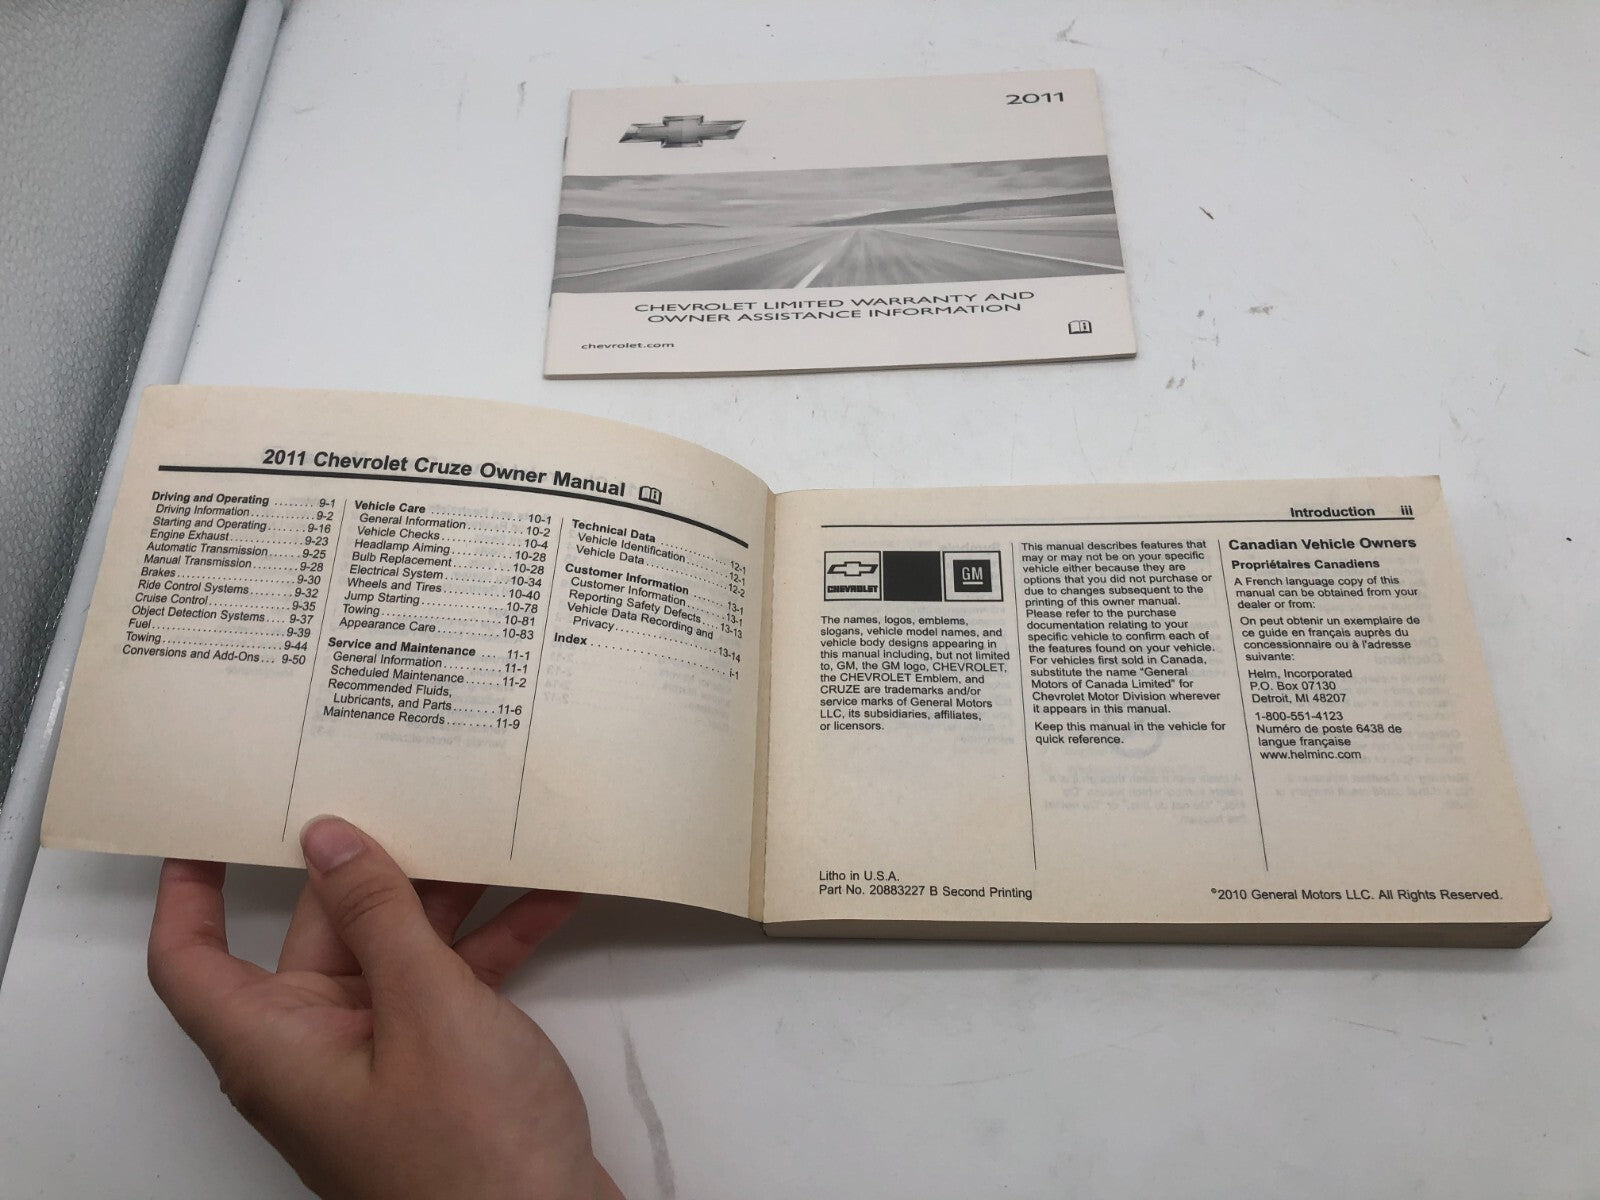 2011
CHEVROLET LIMITED WARRANTY AND
OWNER ASSISTANCE INFORMATION
chevrolet.com
2011 Chevrolet Cruze Owner Manual
Driving and Operating ........ 9-1
Driving Information .......... 9-2
Starting and Operating ....... 9-16
Engine Exhaust ............ 9-23
Automatic Transmission ...... 9-25
Manual Transmission ........ 9-28
Brakes .................... 9-30
Ride Control Systems ....... 9-32
Cruise Control .............. 9-35
Object Detection Systems .... 9-37
Fuel ...................... 9-39
Towing .................... 9-44
Conversions and Add-Ons ... 9-50
Vehicle Care ............... 10-1
General Information ......... 10-2
Vehicle Checks ............. 10-4
Headlamp Aiming .......... 10-28
Bulb Replacement .......... 10-28
Electrical System ........... 10-34
Wheels and Tires ........... 10-40
Jump Starting .............. 10-78
Towing .................... 10-81
Appearance Care ........... 10-83
Service and Maintenance .... 11-1
General Information ......... 11-1
Scheduled Maintenance ...... 11-2
Recommended Fluids,
Lubricants, and Parts ....... 11-6
Maintenance Records ........ 11-9
Technical Data .............. 12-1
Vehicle Identification ........ 12-1
Vehicle Data ............... 12-2
Customer Information ....... 13-1
Customer Information ........ 13-1
Reporting Safety Defects .... 13-13
Vehicle Data Recording and
Privacy ................... 13-14
Index ...................... i-1
Introduction iii
CHEVROLET
GM
The names, logos, emblems,
slogans, vehicle model names, and
vehicle body designs appearing in
this manual including, but not limited
to, GM, the GM logo, CHEVROLET,
the CHEVROLET Emblem, and
CRUZE are trademarks and/or
service marks of General Motors
LLC, its subsidiaries, affiliates,
or licensors.
This manual describes features that
may or may not be on your specific
vehicle either because they are
options that you did not purchase or
due to changes subsequent to the
printing of this owner manual.
Please refer to the purchase
documentation relating to your
specific vehicle to confirm each of
the features found on your vehicle.
For vehicles first sold in Canada,
substitute the name “General
Motors of Canada Limited” for
Chevrolet Motor Division wherever
it appears in this manual.
Keep this manual in the vehicle for
quick reference.
Canadian Vehicle Owners
Propriétaires Canadiens
A French language copy of this
manual can be obtained from your
dealer or from:
On peut obtenir un exemplaire de
ce guide en français auprès du
concessionnaire ou à l'adresse
suivante:
Helm, Incorporated
P.O. Box 07130
Detroit, MI 48207
1-800-551-4123
Numéro de poste 6438 de
langue française
www.helminc.com
Litho in U.S.A.
Part No. 20883227 B Second Printing
©2010 General Motors LLC. All Rights Reserved.